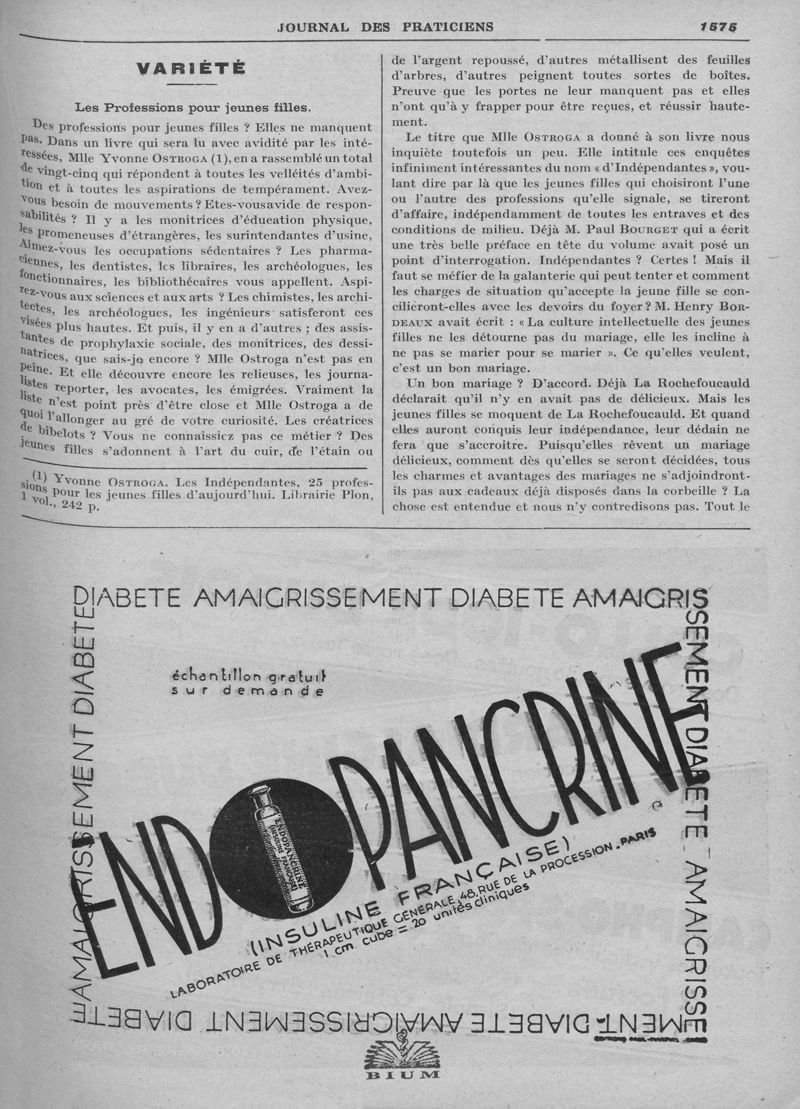 JOURNAL DES PRATICIENS
1575
VARIÉTÉ
Les Professions pour jeunes filles.
Des professions pour jeunes filles ? Elles ne manquent
pas. Dans un livre qui sera lu avec avidité par les inté-
ressées, Mlle Yvonne OSTROGA (1), en a rassemblé un total
de vingt-cinq qui répondent à toutes les velléités d'ambi-
tion et à toutes les aspirations de tempérament. Avez-
vous besoin de mouvements ? Etes-vousavide de respon-
sabilités ? Il y a les monitrices d'éducation physique,
les promeneuses d'étrangères, les surintendantes d'usine,
Aimez-vous les occupations sédentaires ? Les pharma-
ciennes, les dentistes, les libraires, les archéologues, les
fonctionnaires, les bibliothécaires vous appellent. Aspi-
rez-vous aux sciences et aux arts ? Les chimistes, les archi-
tectes, les archéologues, les ingénieurs satisferont ces
visées plus hautes. Et puis, il y en a d'autres ; des assis-
tantes de prophylaxie sociale, des monitrices, des dessi-
natrices, que sais-je encore ? Mlle Ostroga n'est pas en
peine. Et elle découvre encore les relieuses, les journa-
listes reporter, les avocates, les émigrées. Vraiment la
liste n'est point près d'être close et Mlle Ostroga a de
quoi l'allonger au gré de votre curiosité. Les créatrices
de bibelots ? Vous ne connaissiez pas ce métier ? Des
jeunes filles s'adonnent à l'art du cuir, de l'étain ou
(1) Yvonne OSTROGA. Les Indépendantes, 25 profes-
sions pour les jeunes filles d'aujourd'hui. Librairie Plon,
1 vol., 242 p.
de l'argent repoussé, d'autres métallisent des feuilles
d'arbres, d'autres peignent toutes sortes de boîtes.
Preuve que les portes ne leur manquent pas et elles
n'ont qu'à y frapper pour être reçues, et réussir haute-
ment.
Le titre que Mlle OSTROGA a donné à son livre nous
inquiète toutefois un peu. Elle intitule ces enquêtes
infiniment intéressantes du nom « d'Indépendantes », vou-
lant dire par là que les jeunes filles qui choisiront l'une
ou l'autre des professions qu'elle signale, se tireront
d'affaire, indépendamment de toutes les entraves et des
conditions de milieu. Déjà M. Paul BOURGET qui a écrit
une très belle préface en tête du volume avait posé un
point d'interrogation. Indépendantes ? Certes ! Mais il
faut se méfier de la galanterie qui peut tenter et comment
les charges de situation qu'accepte la jeune fille se con-
cilieront-elles avec les devoirs du foyer ? M. Henry BOR-
DEAUX avait écrit : « La culture intellectuelle des jeunes
filles ne les détourne pas du mariage, elle les incline à
ne pas se marier pour se marier ». Ce qu'elles veulent,
c'est un bon mariage.
Un bon mariage ? D'accord. Déjà La Rochefoucauld
déclarait qu'il n'y en avait pas de délicieux. Mais les
jeunes filles se moquent de La Rochefoucauld. Et quand
elles auront conquis leur indépendance, leur dédain ne
fera que s'accroître. Puisqu'elles rêvent un mariage
délicieux, comment dès qu'elles se seront décidées, tous
les charmes et avantages des mariages ne s'adjoindront-
ils pas aux cadeaux déjà disposés dans la corbeille ? La
chose est entendue et nous n'y contredisons pas. Tout le
DIABETE AMAIGRISSEMENT DIABETE AMAIGRIS
SEMENT DIABETE - AMAIGRISSE
MENT-DIABETE AMAIGRISSEMENT DIABETE
AMAIGRISSEMENT DIABETE
échantillon gratuit
sur demande
ENDOPANCRINE
ENDOPANCRINE
(INSULINE FRANÇAISE)
(INSULINE FRANÇAISE)
LABORATOIRE DE THÉRAPEUTIQUE GÉNÉRALE, 48, RUE DE LA PROCESSION - PARIS
1 cm. cube = 20 unités cliniques
BIUM